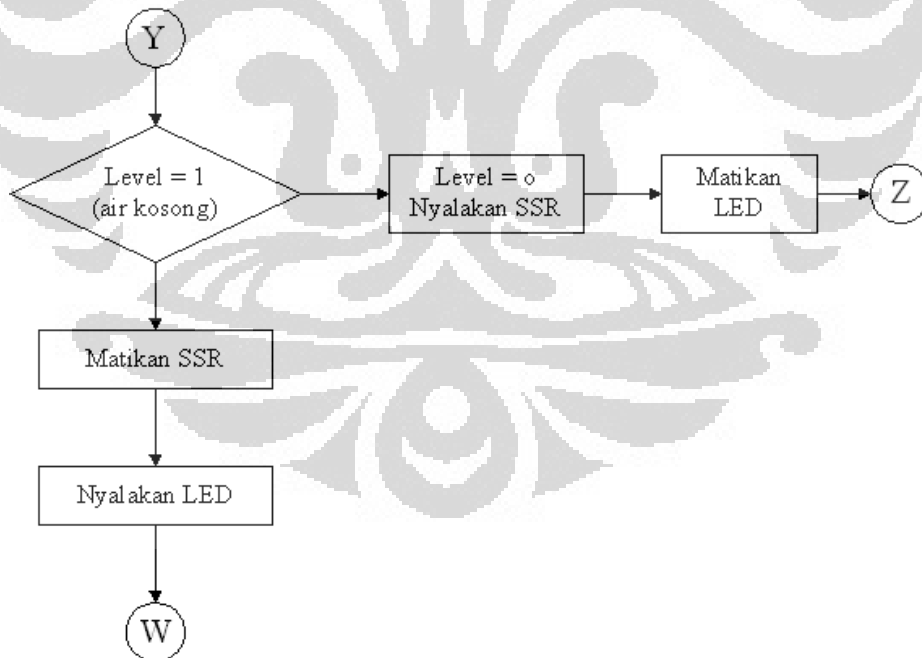 Y
Level = 1
(air kosong)
Level = o
Nyalakan SSR
Matikan
LED
Z
Matikan SSR
Nyalakan LED
W